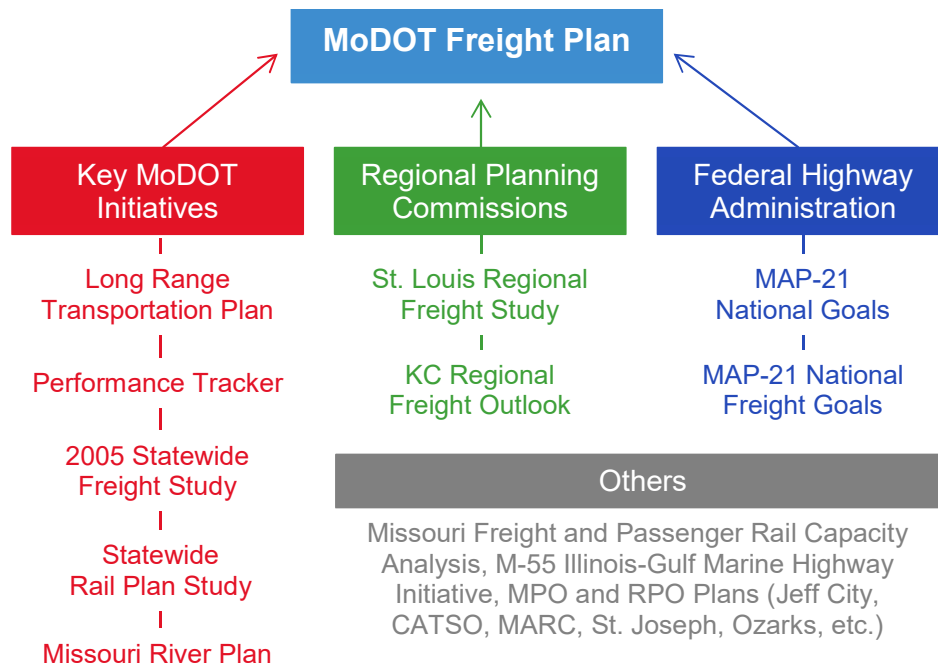 MoDOT Freight Plan
Key MoDOT
Initiatives
Long Range
Transportation Plan
Performance Tracker
2005 Statewide
Freight Study
Statewide
Rail Plan Study
Missouri River Plan
Regional Planning
Commissions
St. Louis Regional
Freight Study
KC Regional
Freight Outlook
Federal Highway
Administration
MAP-21
National Goals
MAP-21 National
Freight Goals
Others
Missouri Freight and Passenger Rail Capacity
Analysis, M-55 Illinois-Gulf Marine Highway
Initiative, MPO and RPO Plans (Jeff City,
CATSO, MARC, St. Joseph, Ozarks, etc.)